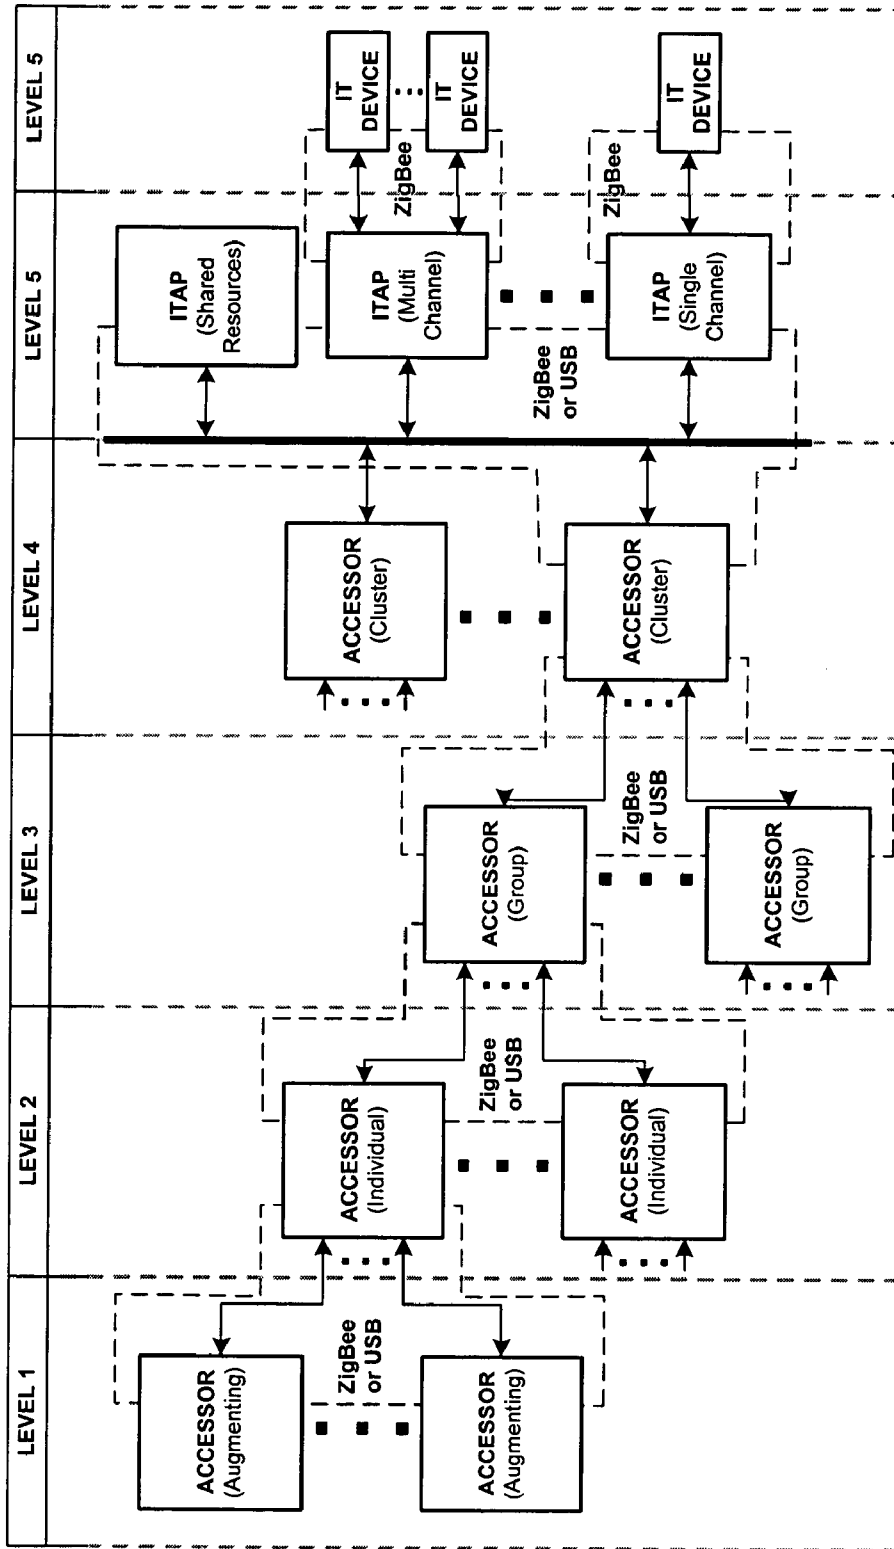 LEVEL 1
LEVEL 2
LEVEL 3
LEVEL 4
LEVEL 5
LEVEL 5
ACCESSOR
(Augmenting)
ZigBee
or USB
ACCESSOR
(Augmenting)
ACCESSOR
(Individual)
ZigBee
or USB
ACCESSOR
(Individual)
ACCESSOR
(Group)
ZigBee
or USB
ACCESSOR
(Group)
ACCESSOR
(Cluster)
ACCESSOR
(Cluster)
ITAP
(Shared
Resources)
ITAP
(Multi
Channel)
ZigBee
or USB
ITAP
(Single
Channel)
ZigBee
ZigBee
IT
DEVICE
IT
DEVICE
IT
DEVICE